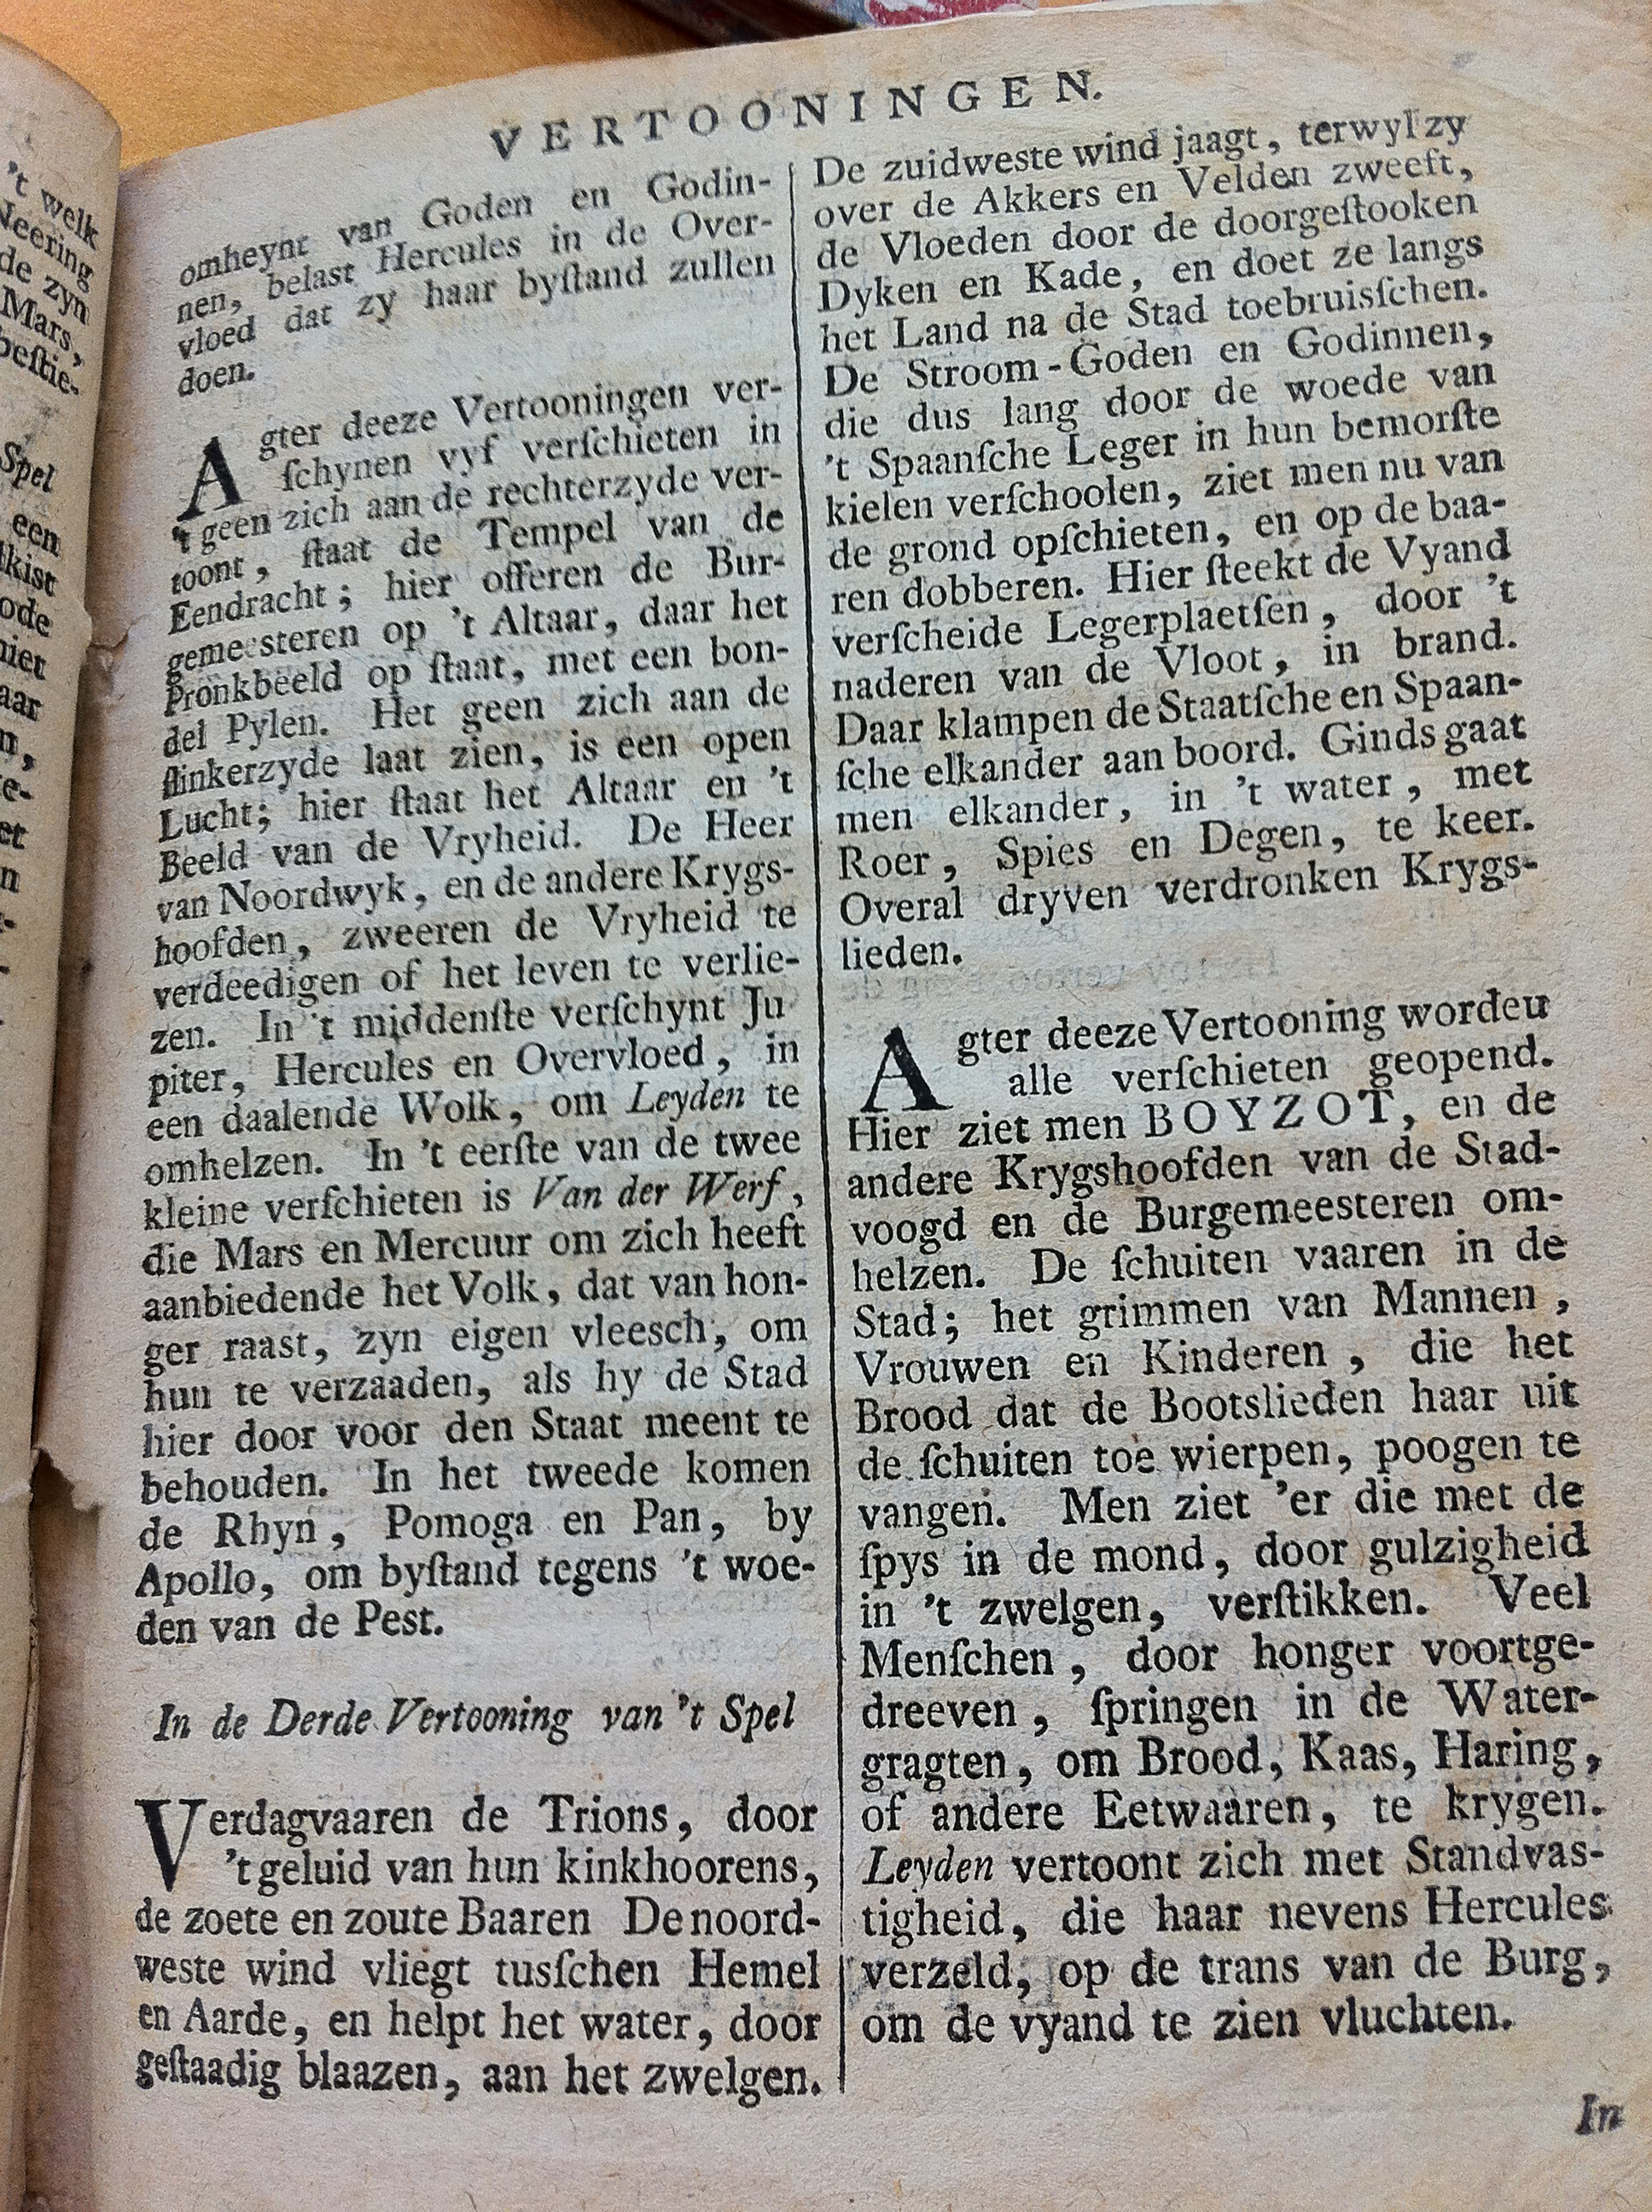 't welk
Neering
de zyn
Mars,
beſtie-
Spel
een
lkist
ode
niet
aar
n,
e-
et
n
VERTOONINGEN.
omheynt van Goden en Godin-
nen, belast Hercules in de Over-
vloed dat zy haar byſtand zullen
doen.
Agter deeze Vertooningen ver-
ſchynen vyf verſchieten in
't geen zich aan de rechterzyde ver-
toont, ſtaat de Tempel van de
Eendracht; hier offeren de Bur-
gemeesteren op 't Altaar, daar het
Pronkbeeld op ſtaat, met een bon-
del Pylen. Het geen zich aan de
ſlinkerzyde laat zien, is een open
Lucht; hier ſtaat het Altaar en 't
Beeld van de Vryheid. De Heer
van Noordwyk, en de andere Krygs-
hoofden, zweeren de Vryheid te
verdeedigen of het leven te verlie-
zen. In 't middenſte verſchynt Ju
piter, Hercules en Overvloed, in
een daalende Wolk, om Leyden te
omhelzen. In 't eerſte van de twee
kleine verſchieten is Van der Werf,
die Mars en Mercuur om zich heeft
aanbiedende het Volk, dat van hon-
ger raast, zyn eigen vleesch, om
hun te verzaaden, als hy de Stad
hier door voor den Staat meent te
behouden. In het tweede komen
de Rhyn, Pomoga en Pan, by
Apollo, om byſtand tegens 't woe-
den van de Pest.
In de Derde Vertooning van 't Spel
Verdagvaaren de Trions, door
't geluid van hun kinkhoorens,
de zoete en zoute Baaren De noord-
weste wind vliegt tusſchen Hemel
en Aarde, en helpt het water, door
geſtaadig blaazen, aan het zwelgen.
De zuidweste wind jaagt, terwyl zy
over de Akkers en Velden zweeft,
de Vloeden door de doorgeſtooken
Dyken en Kade, en doet ze langs
het Land na de Stad toebruisſchen.
De Stroom-Goden en Godinnen,
die dus lang door de woede van
't Spaanſche Leger in hun bemorſte
kielen verſchoolen, ziet men nu van
de grond opſchieten, en op de baa-
ren dobberen. Hier ſteekt de Vyand
verſcheide Legerplaetſen, door 't
naderen van de Vloot, in brand.
Daar klampen de Staatſche en Spaan-
ſche elkander aan boord. Ginds gaat
men elkander, in 't water, met
Roer, Spies en Degen, te keer.
Overal dryven verdronken Krygs-
lieden.
Agter deeze Vertooning wordeu
alle verſchieten geopend.
Hier ziet men BOYZOT, en de
andere Krygshoofden van de Stad-
voogd en de Burgemeesteren om-
helzen. De ſchuiten vaaren in de
Stad; het grimmen van Mannen,
Vrouwen en Kinderen, die het
Brood dat de Bootslieden haar uit
de ſchuiten toe wierpen, poogen te
vangen. Men ziet 'er die met de
ſpys in de mond, door gulzigheid
in 't zwelgen, verſtikken. Veel
Menſchen, door honger voortge-
dreeven, ſpringen in de Water-
gragten, om Brood, Kaas, Haring,
of andere Eetwaaren, te krygen.
Leyden vertoont zich met Standvas-
tigheid, die haar nevens Hercules
verzeld, op de trans van de Burg,
om de vyand te zien vluchten.
In